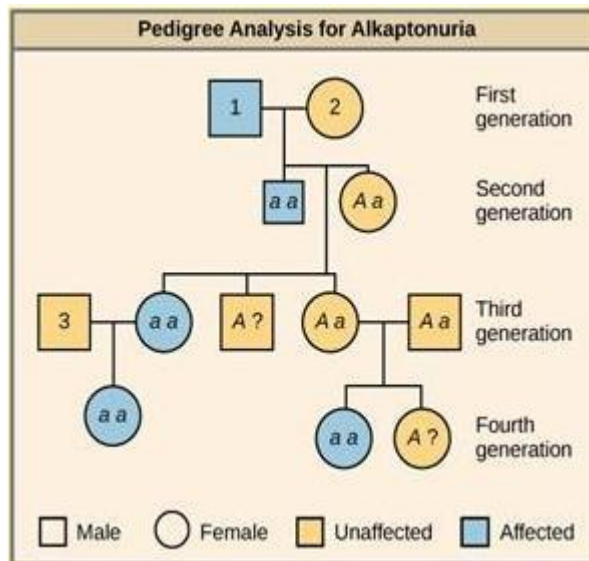 Pedigree Analysis for Alkaptonuria
1 2 First
generation
a a A a Second
generation
3 a a A ? A a A a Third
generation
a a a a A ? Fourth
generation
Male Female Unaffected Affected